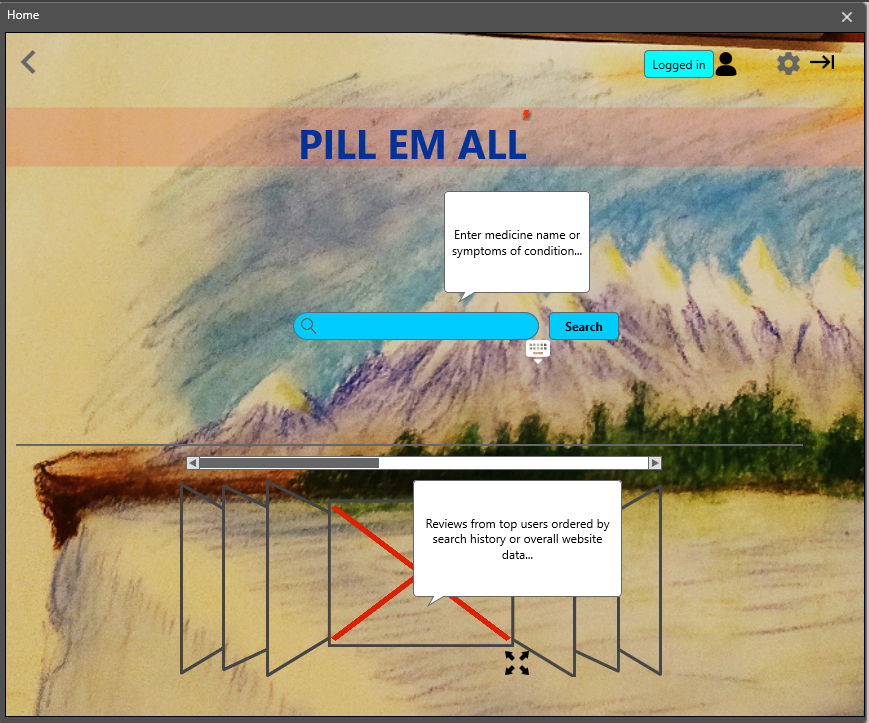 Home
Logged in
PILL EM ALL
Enter medicine name or
symptoms of condition...
Search
Reviews from top users ordered by
search history or overall website
data...